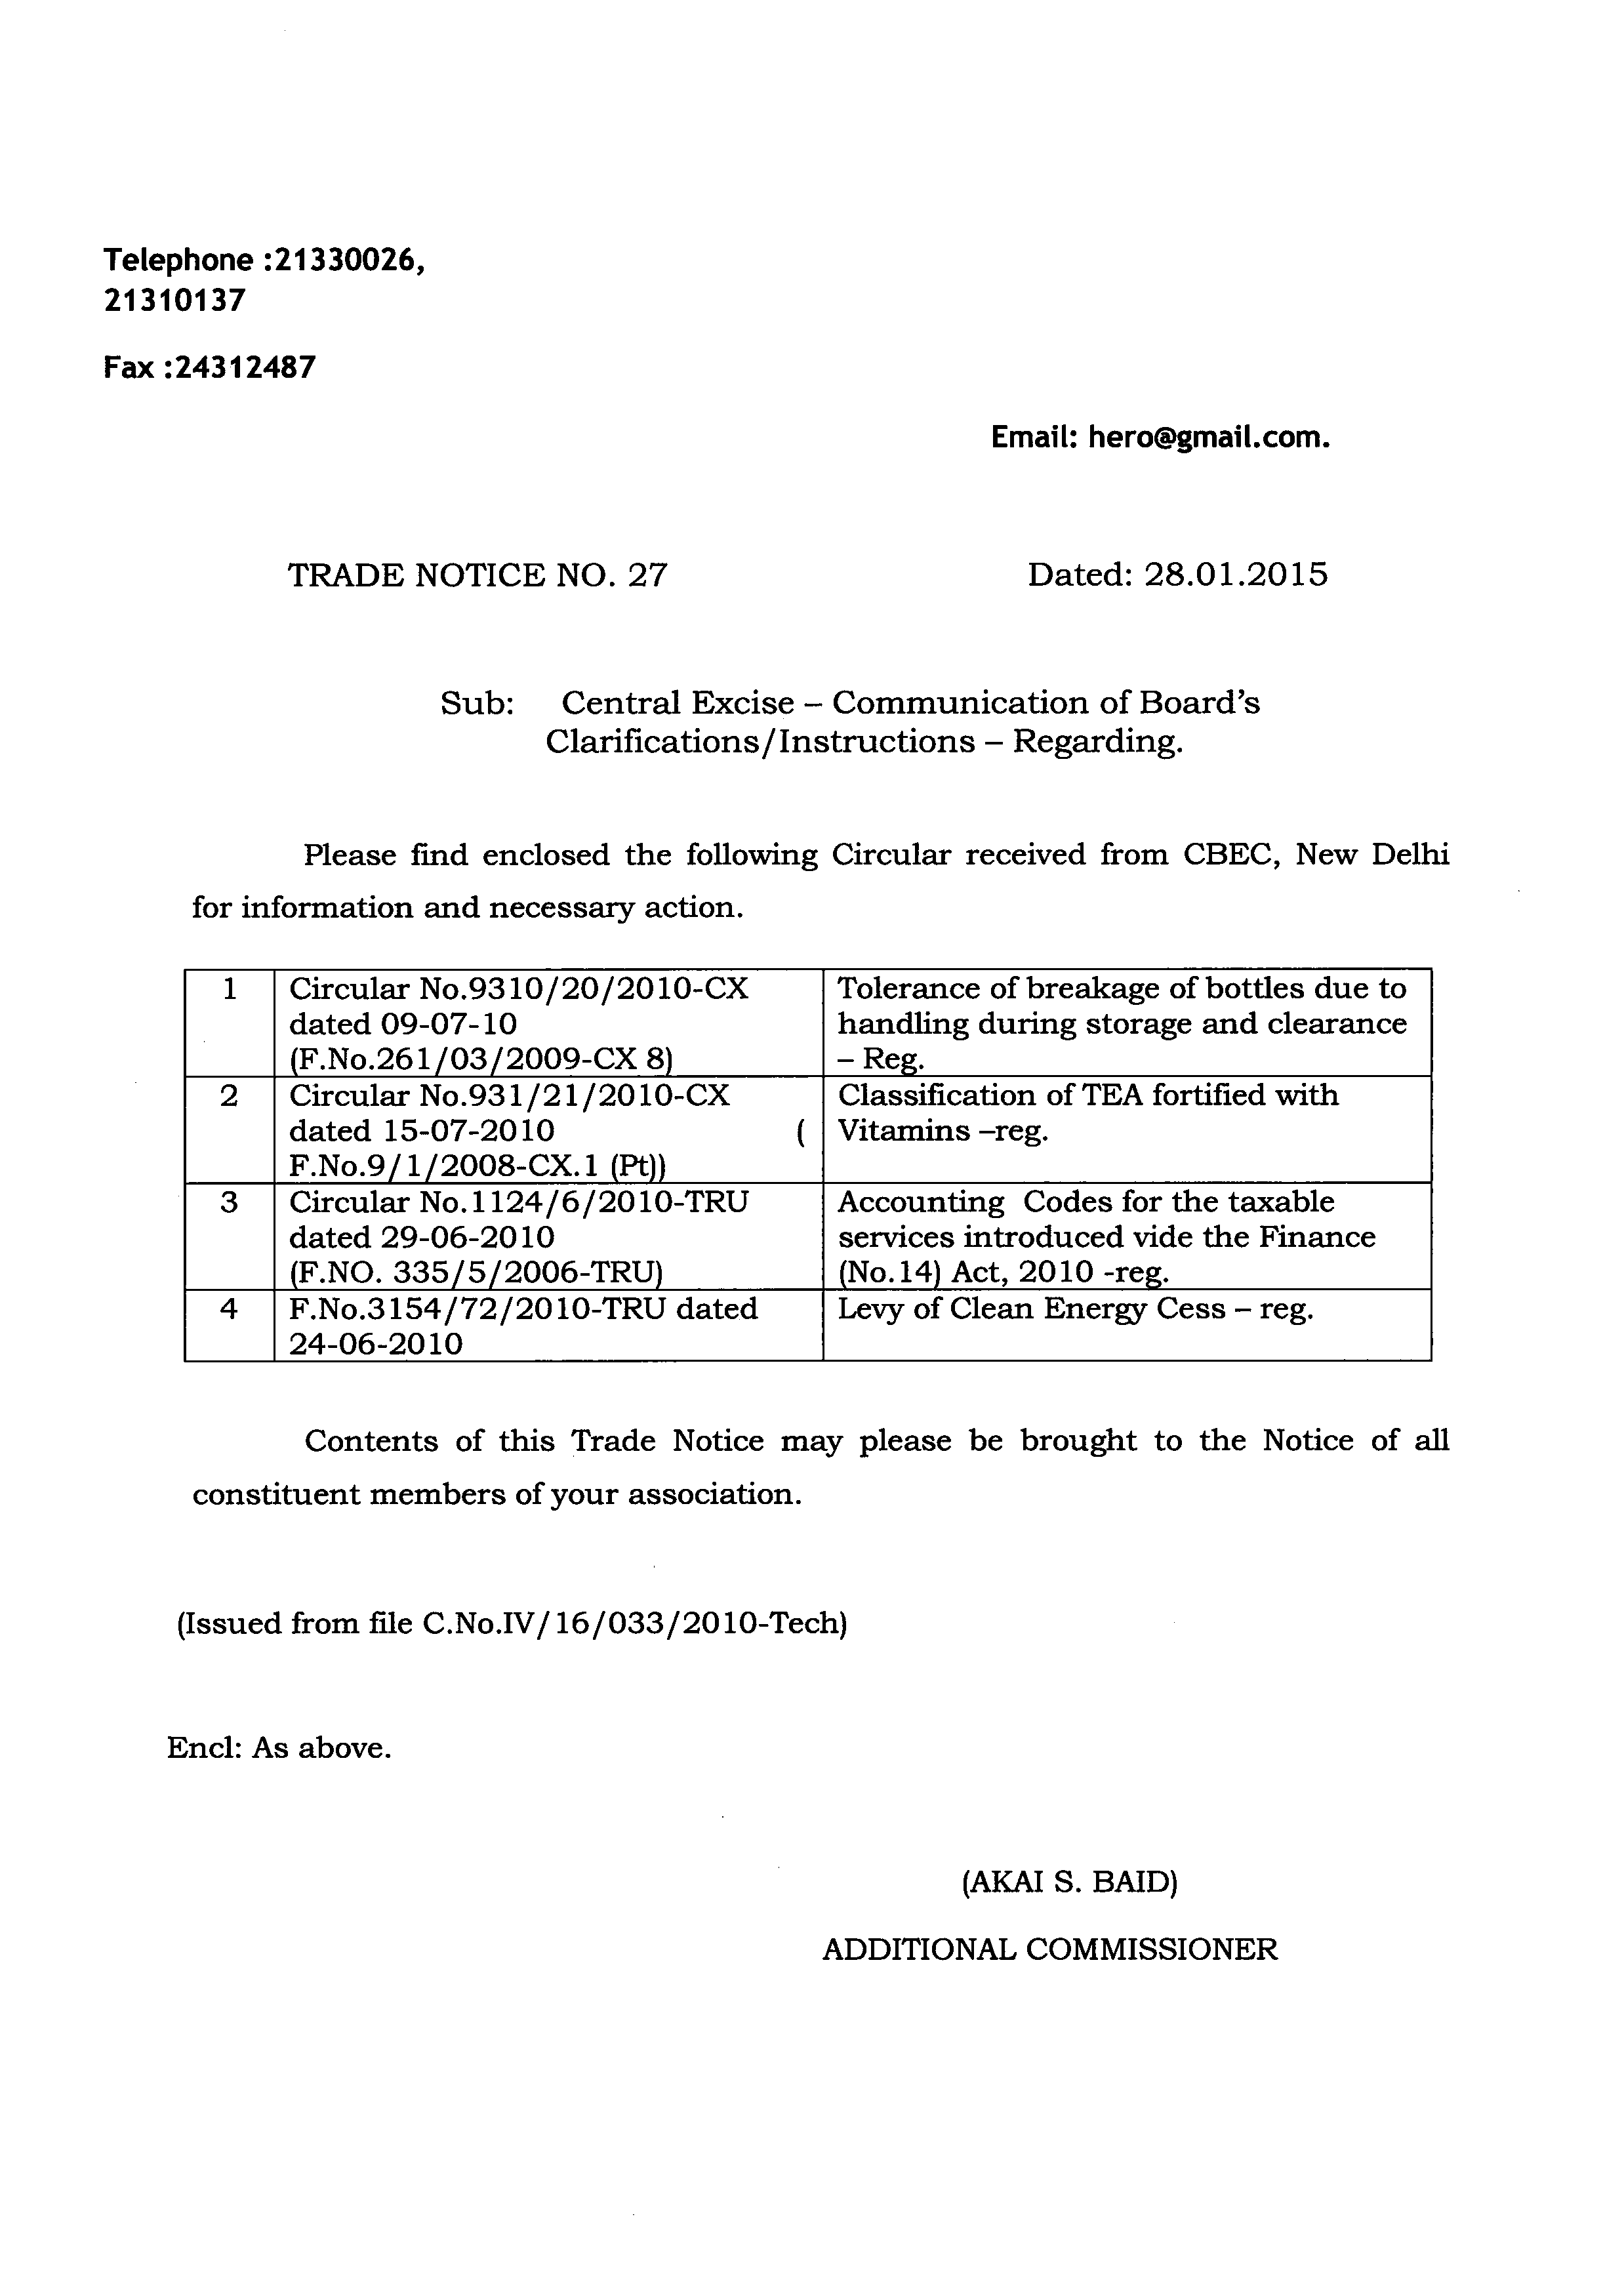 Telephone :21330026,
21310137
Fax :24312487
Email: hero@gmail.com.
TRADE NOTICE NO. 27 Dated: 28.01.2015
Sub: Central Excise – Communication of Board's
Clarifications/Instructions – Regarding.
Please find enclosed the following Circular received from CBEC, New Delhi
for information and necessary action.
1 Circular No.9310/20/2010-CX Tolerance of breakage of bottles due to
dated 09-07-10 handling during storage and clearance
(F.No.261/03/2009-CX 8) – Reg.
2 Circular No.931/21/2010-CX Classification of TEA fortified with
dated 15-07-2010 ( Vitamins –reg.
F.No.9/1/2008-CX.1 (Pt))
3 Circular No.1124/6/2010-TRU Accounting Codes for the taxable
dated 29-06-2010 services introduced vide the Finance
(F.NO. 335/5/2006-TRU) (No.14) Act, 2010 -reg.
4 F.No.3154/72/2010-TRU dated Levy of Clean Energy Cess – reg.
24-06-2010
Contents of this Trade Notice may please be brought to the Notice of all
constituent members of your association.
(Issued from file C.No.IV/16/033/2010-Tech)
Encl: As above.
(AKAI S. BAID)
ADDITIONAL COMMISSIONER